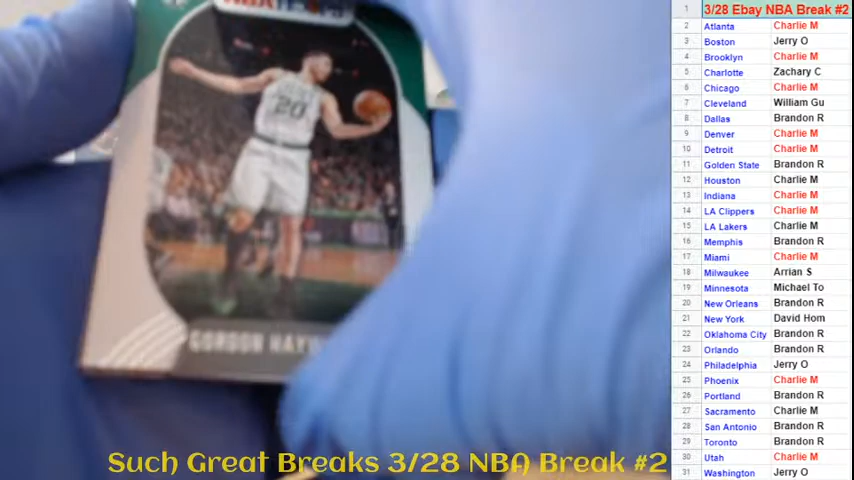 20
GORDON
Such Great Breaks 3/28 NBA Break #2
1 3/28 Ebay NBA Break #2
2 Atlanta Charlie M
3 Boston Jerry O
4 Brooklyn Charlie M
5 Charlotte Zachary C
6 Chicago Charlie M
7 Cleveland William Gu
8 Dallas Brandon R
9 Denver Charlie M
10 Detroit Charlie M
11 Golden State Brandon R
12 Houston Charlie M
13 Indiana Charlie M
14 LA Clippers Charlie M
15 LA Lakers Charlie M
16 Memphis Brandon R
17 Miami Charlie M
18 Milwaukee Arrian S
19 Minnesota Michael To
20 New Orleans Brandon R
21 New York David Hom
22 Oklahoma City Brandon R
23 Orlando Brandon R
24 Philadelphia Jerry O
25 Phoenix Charlie M
26 Portland Brandon R
27 Sacramento Charlie M
28 San Antonio Brandon R
29 Toronto Brandon R
30 Utah Charlie M
31 Washington Jerry O